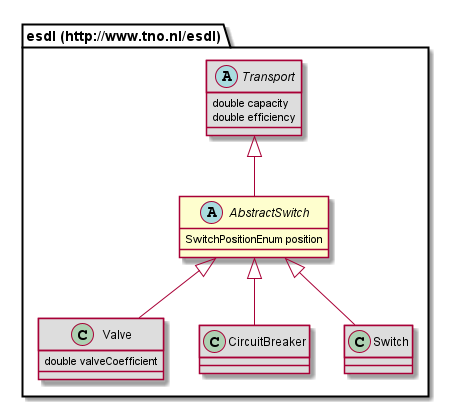 esdl (http://www.tno.nl/esdl)
A Transport
double capacity
double efficiency
A AbstractSwitch
SwitchPositionEnum position
C Valve
double valveCoefficient
C CircuitBreaker
C Switch